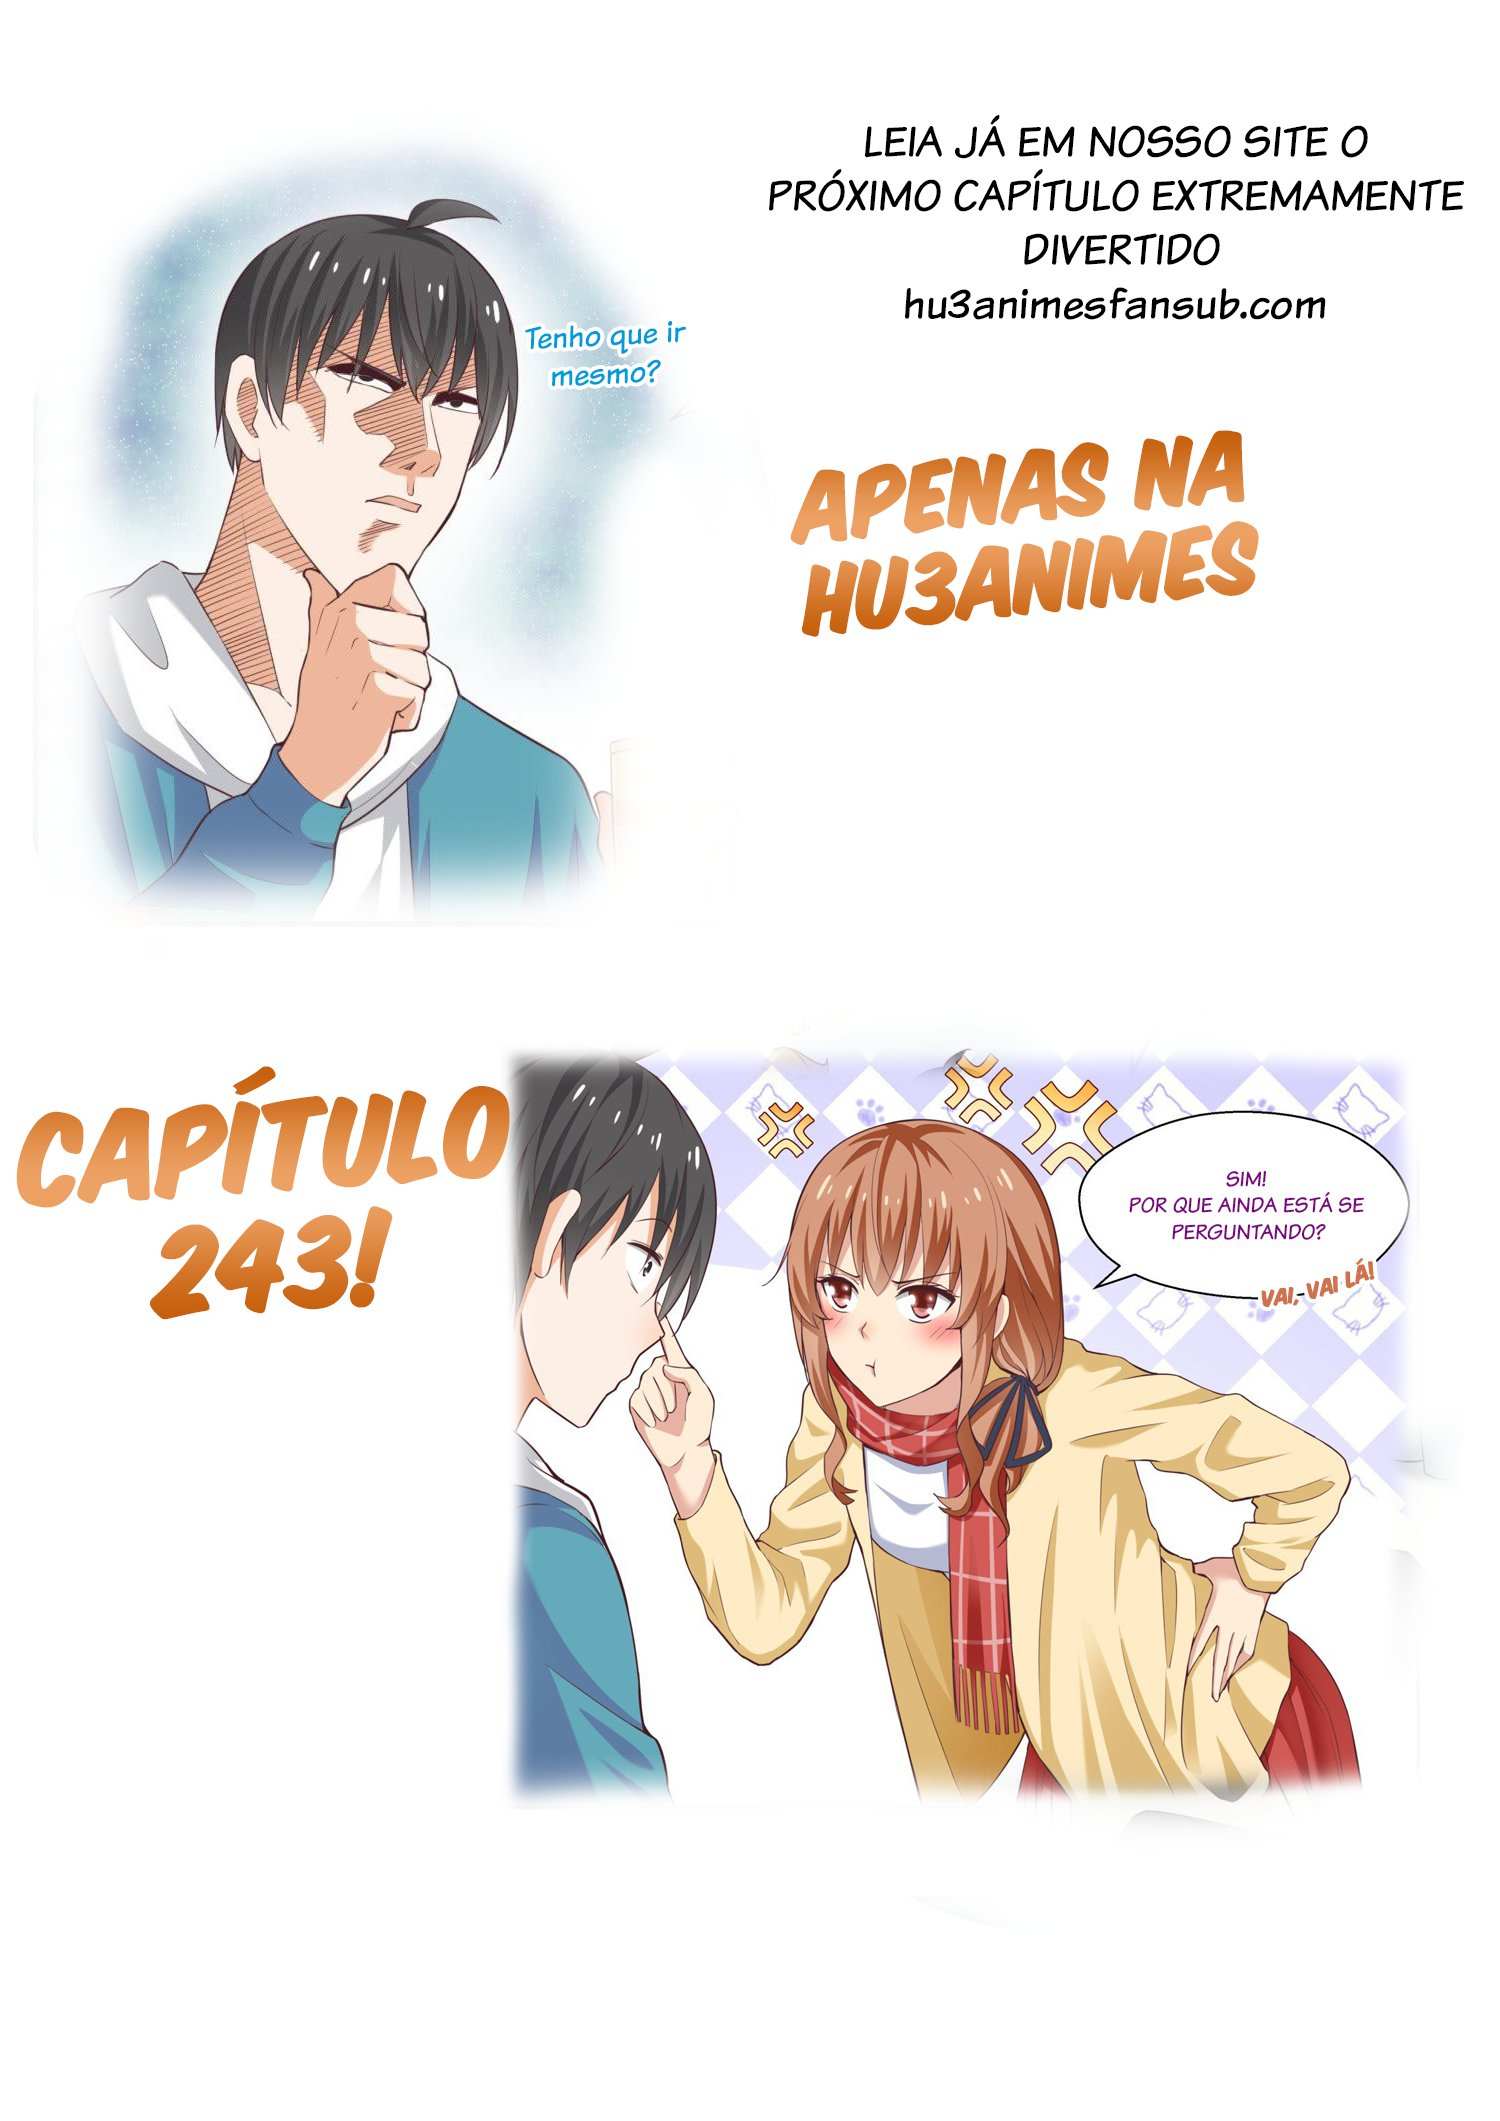 LEIA JÁ EM NOSSO SITE O
PRÓXIMO CAPÍTULO EXTREMAMENTE
DIVERTIDO
hu3animesfansub.com
Tenho que ir
mesmo?
APENAS NA
HU3ANIMES
CAPÍTULO
243!
SIM!
POR QUE AINDA ESTÁ SE
PERGUNTANDO?
VAI, VAI LÁ!